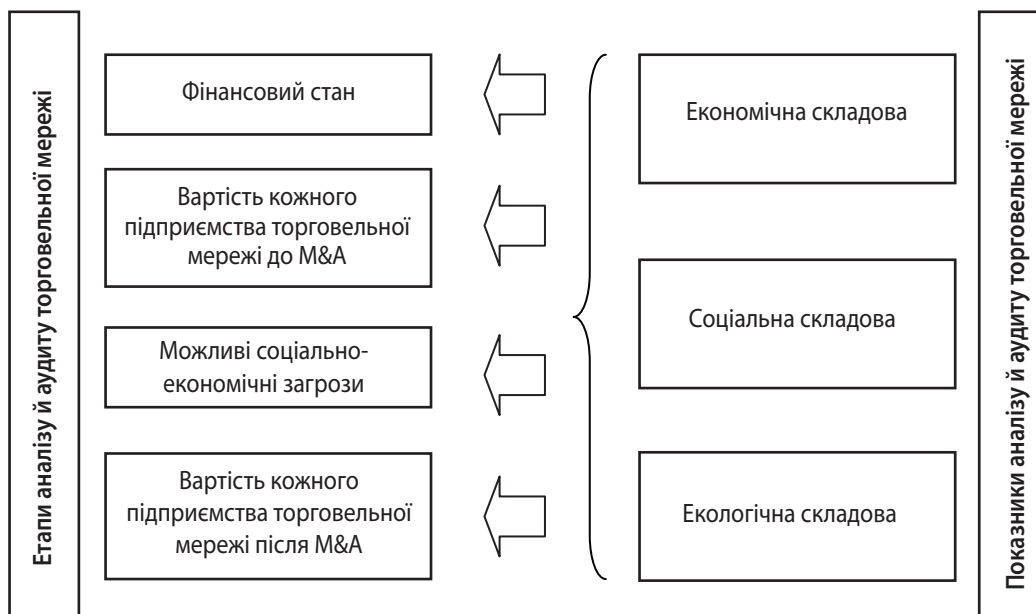 Етапи аналізу й аудиту торговельної мережі
Фінансовий стан
Вартість кожного
підприємства торговельної
мережі до M&A
Можливі соціально-
економічні загрози
Вартість кожного
підприємства торговельної
мережі після M&A
Економічна складова
Соціальна складова
Екологічна складова
Показники аналізу й аудиту торговельної мережі